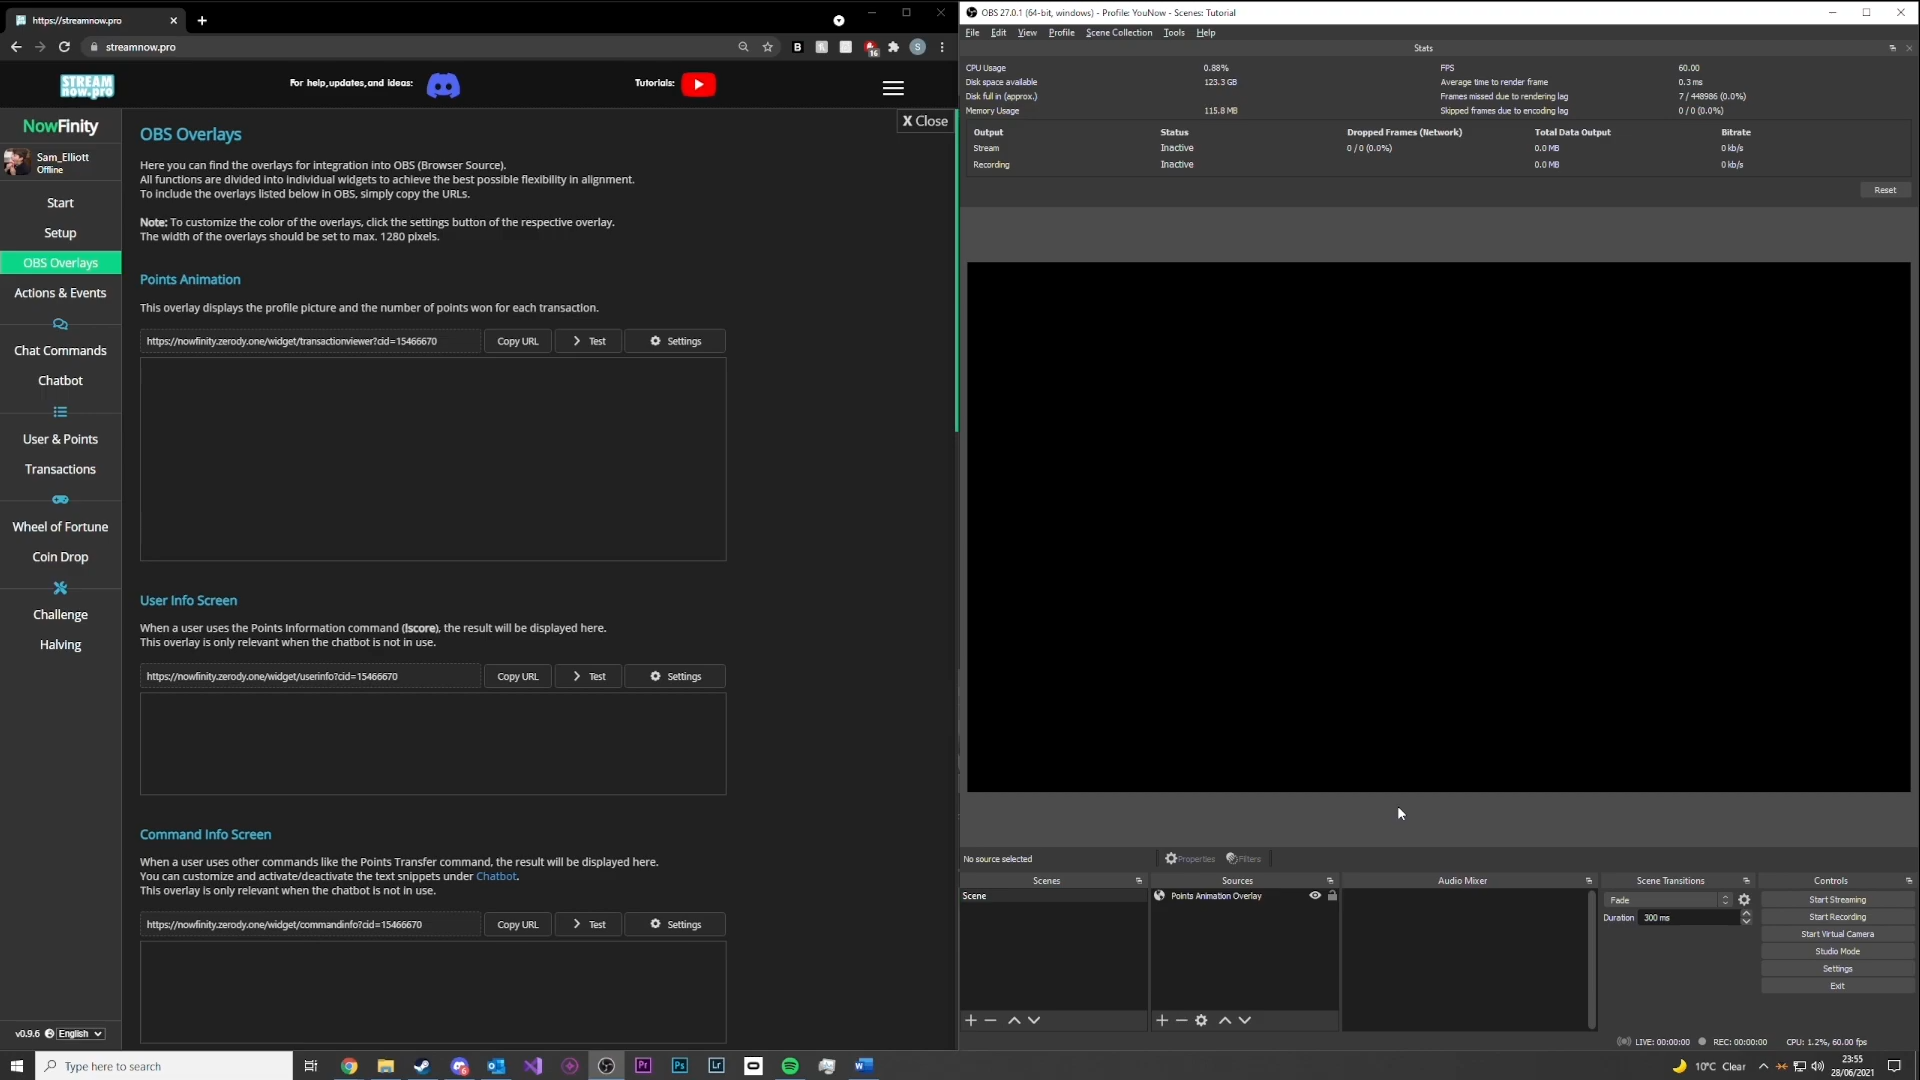 https://streamnow.pro
streamnow.pro
B
16
S
STREAM
now.pro
For help,updates,and ideas:
Tutorials:
NowFinity
Sam_Elliott
Offline
Start
Setup
OBS Overlays
Actions & Events
Chat Commands
Chatbot
User & Points
Transactions
Wheel of Fortune
Coin Drop
Challenge
Halving
v0.9.6 English
X Close
OBS Overlays
Here you can find the overlays for integration into OBS (Browser Source).
All functions are divided into individual widgets to achieve the best possible flexibility in alignment.
To include the overlays listed below in OBS, simply copy the URLs.
Note: To customize the color of the overlays, click the settings button of the respective overlay.
The width of the overlays should be set to max. 1280 pixels.
Points Animation
This overlay displays the profile picture and the number of points won for each transaction.
https://nowfinity.zerody.one/widget/transactionviewer?cid=15466670 Copy URL Test Settings
User Info Screen
When a user uses the Points Information command (!score), the result will be displayed here.
This overlay is only relevant when the chatbot is not in use.
https://nowfinity.zerody.one/widget/userinfo?cid=15466670 Copy URL Test Settings
Command Info Screen
When a user uses other commands like the Points Transfer command, the result will be displayed here.
You can customize and activate/deactivate the text snippets under Chatbot.
This overlay is only relevant when the chatbot is not in use.
https://nowfinity.zerody.one/widget/commandinfo?cid=15466670 Copy URL Test Settings
OBS 27.0.1 (64-bit, windows) - Profile: YouNow - Scenes: Tutorial
File Edit View Profile Scene Collection Tools Help
Stats
CPU Usage 0.88% FPS 60.00
Disk space available 123.3 GB Average time to render frame 0.3 ms
Disk full in (approx.) Frames missed due to rendering lag 7 / 448986 (0.0%)
Memory Usage 115.8 MB Skipped frames due to encoding lag 0 / 0 (0.0%)
Output Status Dropped Frames (Network) Total Data Output Bitrate
Stream Inactive 0 / 0 (0.0%) 0.0 MB 0 kb/s
Recording Inactive 0.0 MB 0 kb/s
Reset
No source selected Properties Filters
Scenes Sources Audio Mixer Scene Transitions Controls
Scene
Points Animation Overlay
Fade
Duration 300 ms
Start Streaming
Start Recording
Start Virtual Camera
Studio Mode
Settings
Exit
LIVE: 00:00:00 REC: 00:00:00 CPU: 1.2%, 60.00 fps
Type here to search
Pr
Ps
Lr
10°C Clear
23:55
28/06/2021